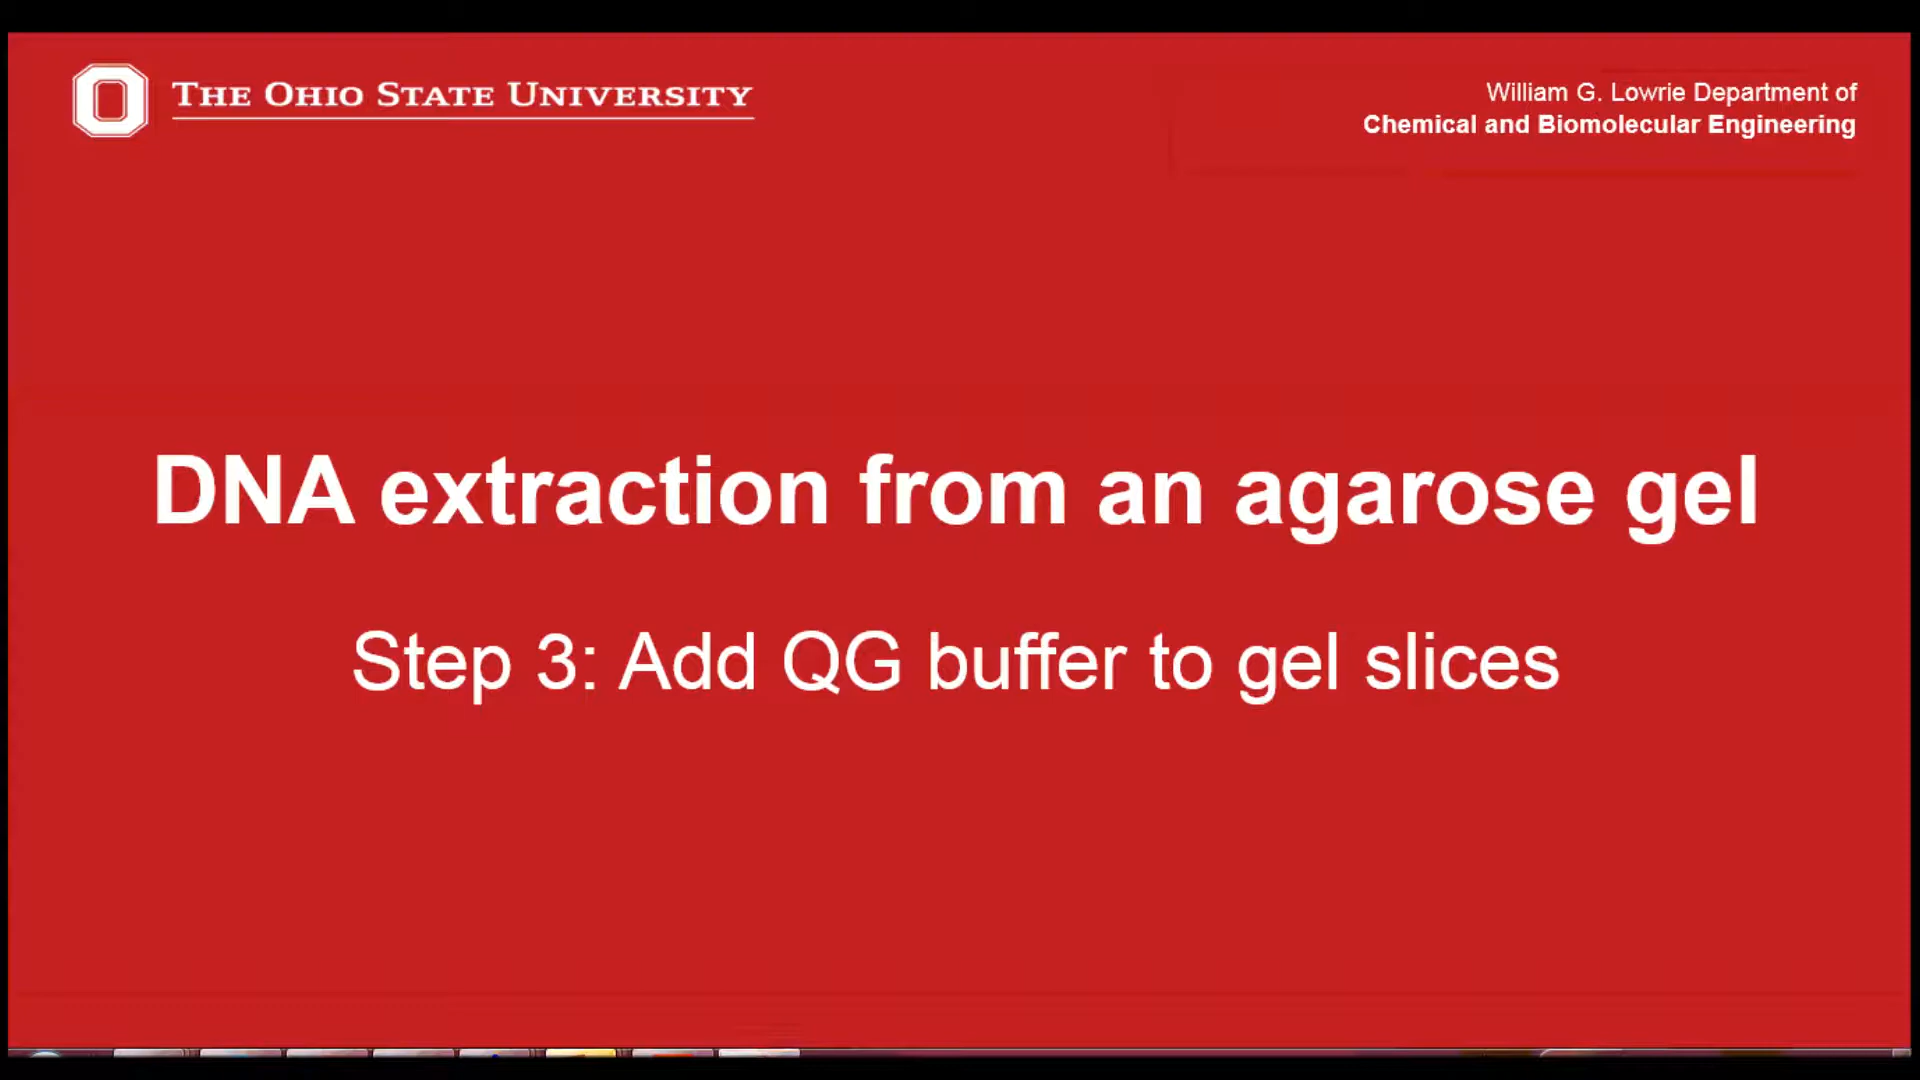 THE OHIO STATE UNIVERSITY
William G. Lowrie Department of
Chemical and Biomolecular Engineering
DNA extraction from an agarose gel
Step 3: Add QG buffer to gel slices